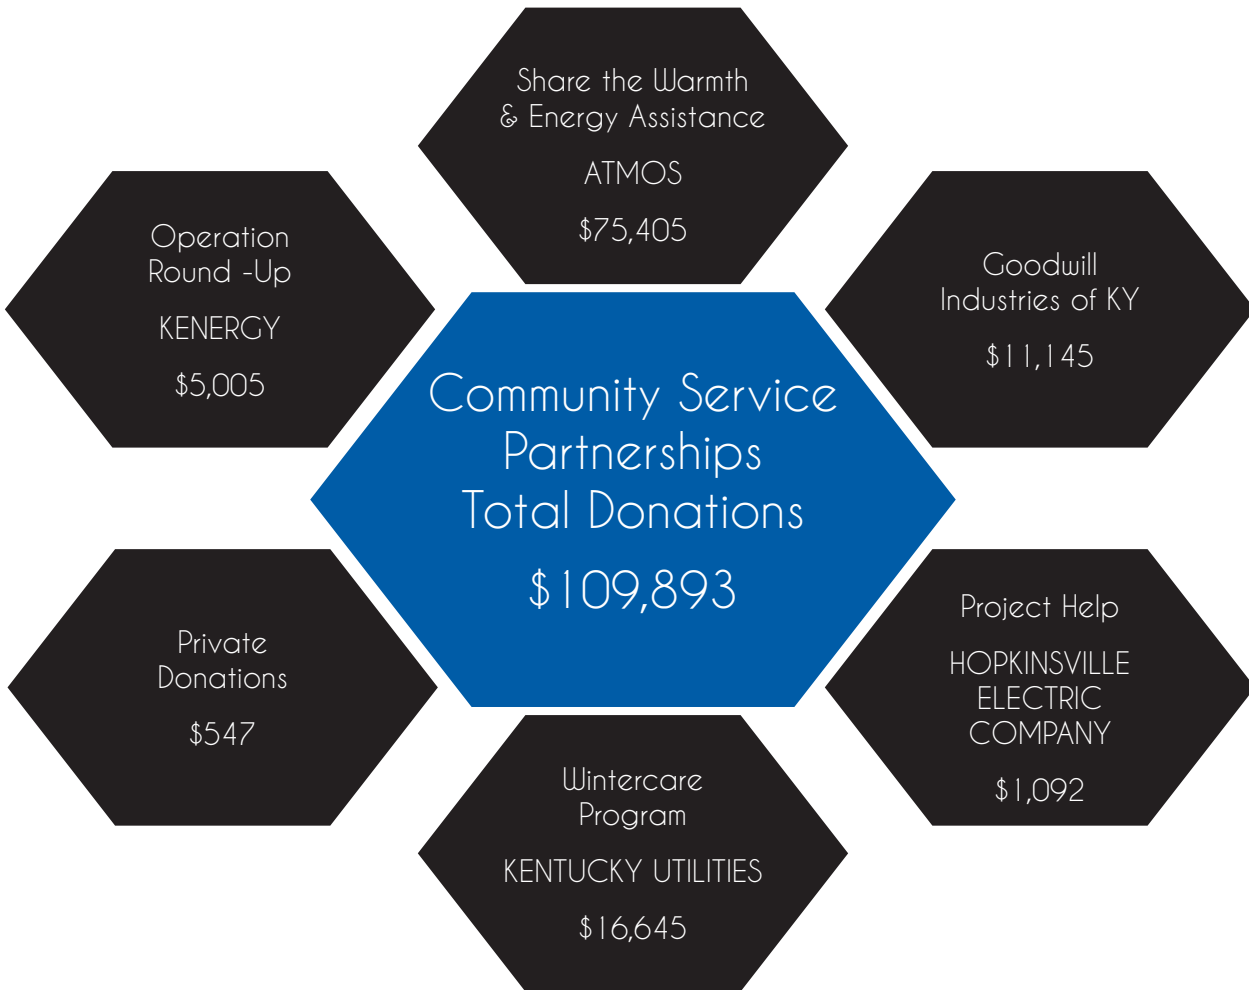 Share the Warmth
& Energy Assistance
ATMOS
$75,405
Operation
Round -Up
KENERGY
$5,005
Goodwill
Industries of KY
$11,145
Community Service
Partnerships
Total Donations
$109,893
Private
Donations
$547
Project Help
HOPKINSVILLE
ELECTRIC
COMPANY
$1,092
Wintercare
Program
KENTUCKY UTILITIES
$16,645